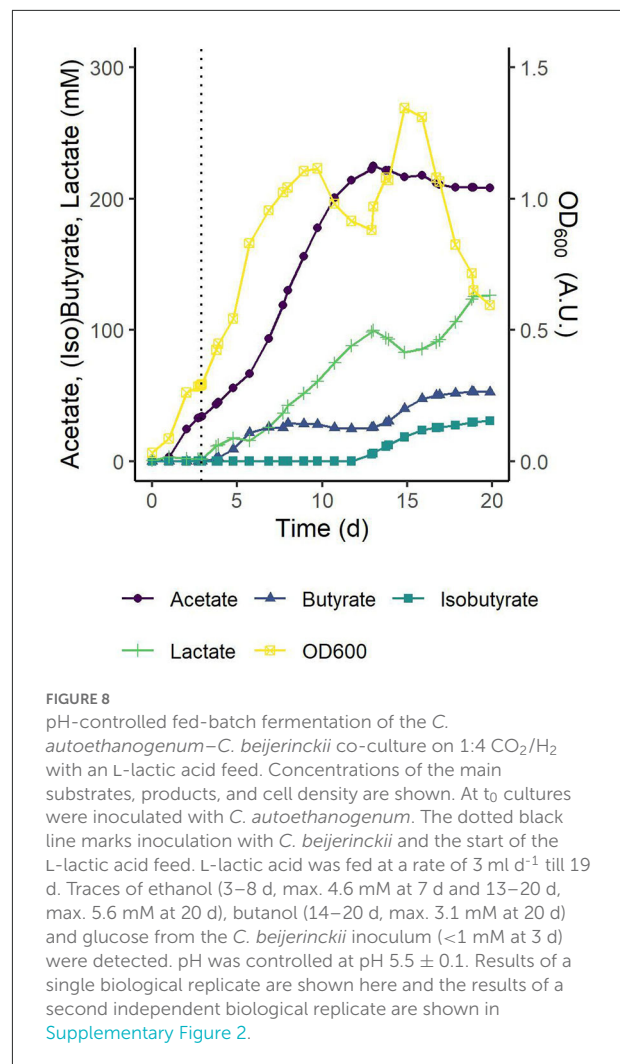 300
200
100
0
Acetate, (Iso)Butyrate, Lactate (mM)
1.5
1.0
0.5
0.0
OD600 (A.U.)
0 5 10 15 20
Time (d)
Acetate Butyrate Isobutyrate
Lactate OD600
FIGURE 8
pH-controlled fed-batch fermentation of the C.
autoethanogenum–C. beijerinckii co-culture on 1:4 CO₂/H₂
with an L-lactic acid feed. Concentrations of the main
substrates, products, and cell density are shown. At t₀ cultures
were inoculated with C. autoethanogenum. The dotted black
line marks inoculation with C. beijerinckii and the start of the
L-lactic acid feed. L-lactic acid was fed at a rate of 3 ml d⁻¹ till 19
d. Traces of ethanol (3–8 d, max. 4.6 mM at 7 d and 13–20 d,
max. 5.6 mM at 20 d), butanol (14–20 d, max. 3.1 mM at 20 d)
and glucose from the C. beijerinckii inoculum (<1 mM at 3 d)
were detected. pH was controlled at pH 5.5 ± 0.1. Results of a
single biological replicate are shown here and the results of a
second independent biological replicate are shown in
Supplementary Figure 2.